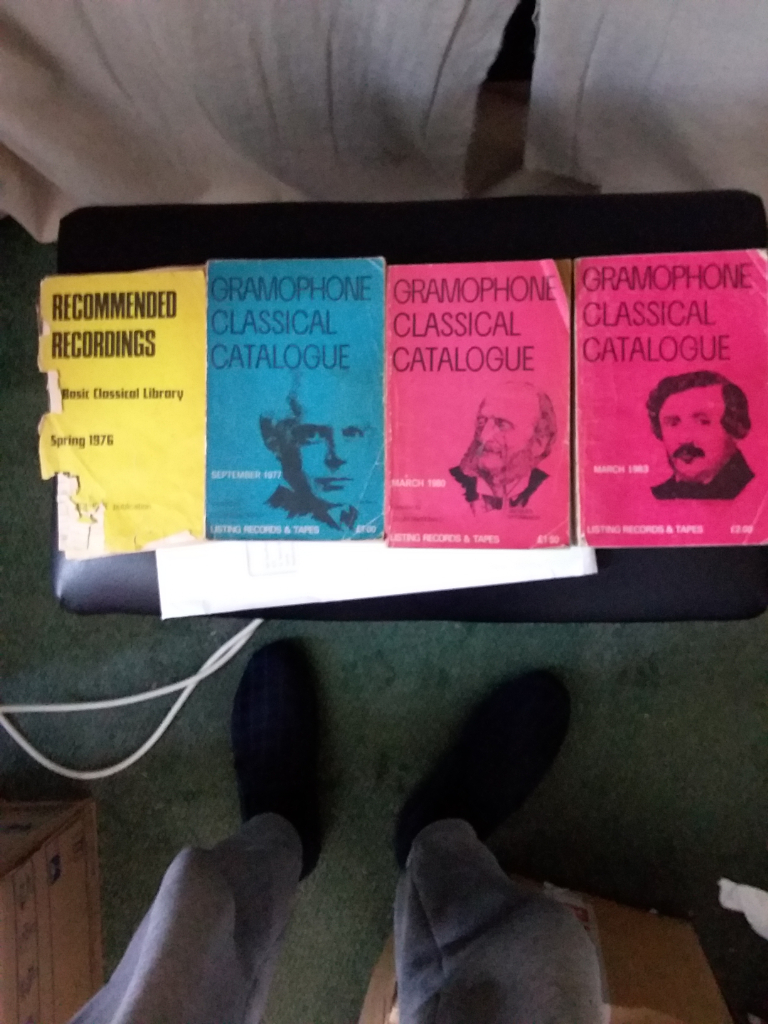 RECOMMENDED
RECORDINGS
Basic Classical Library
Spring 1976
GRAMOPHONE
CLASSICAL
CATALOGUE
SEPTEMBER 1977
LISTING RECORDS & TAPES
GRAMOPHONE
CLASSICAL
CATALOGUE
MARCH 1980
LISTING RECORDS & TAPES
GRAMOPHONE
CLASSICAL
CATALOGUE
MARCH 1983
LISTING RECORDS & TAPES